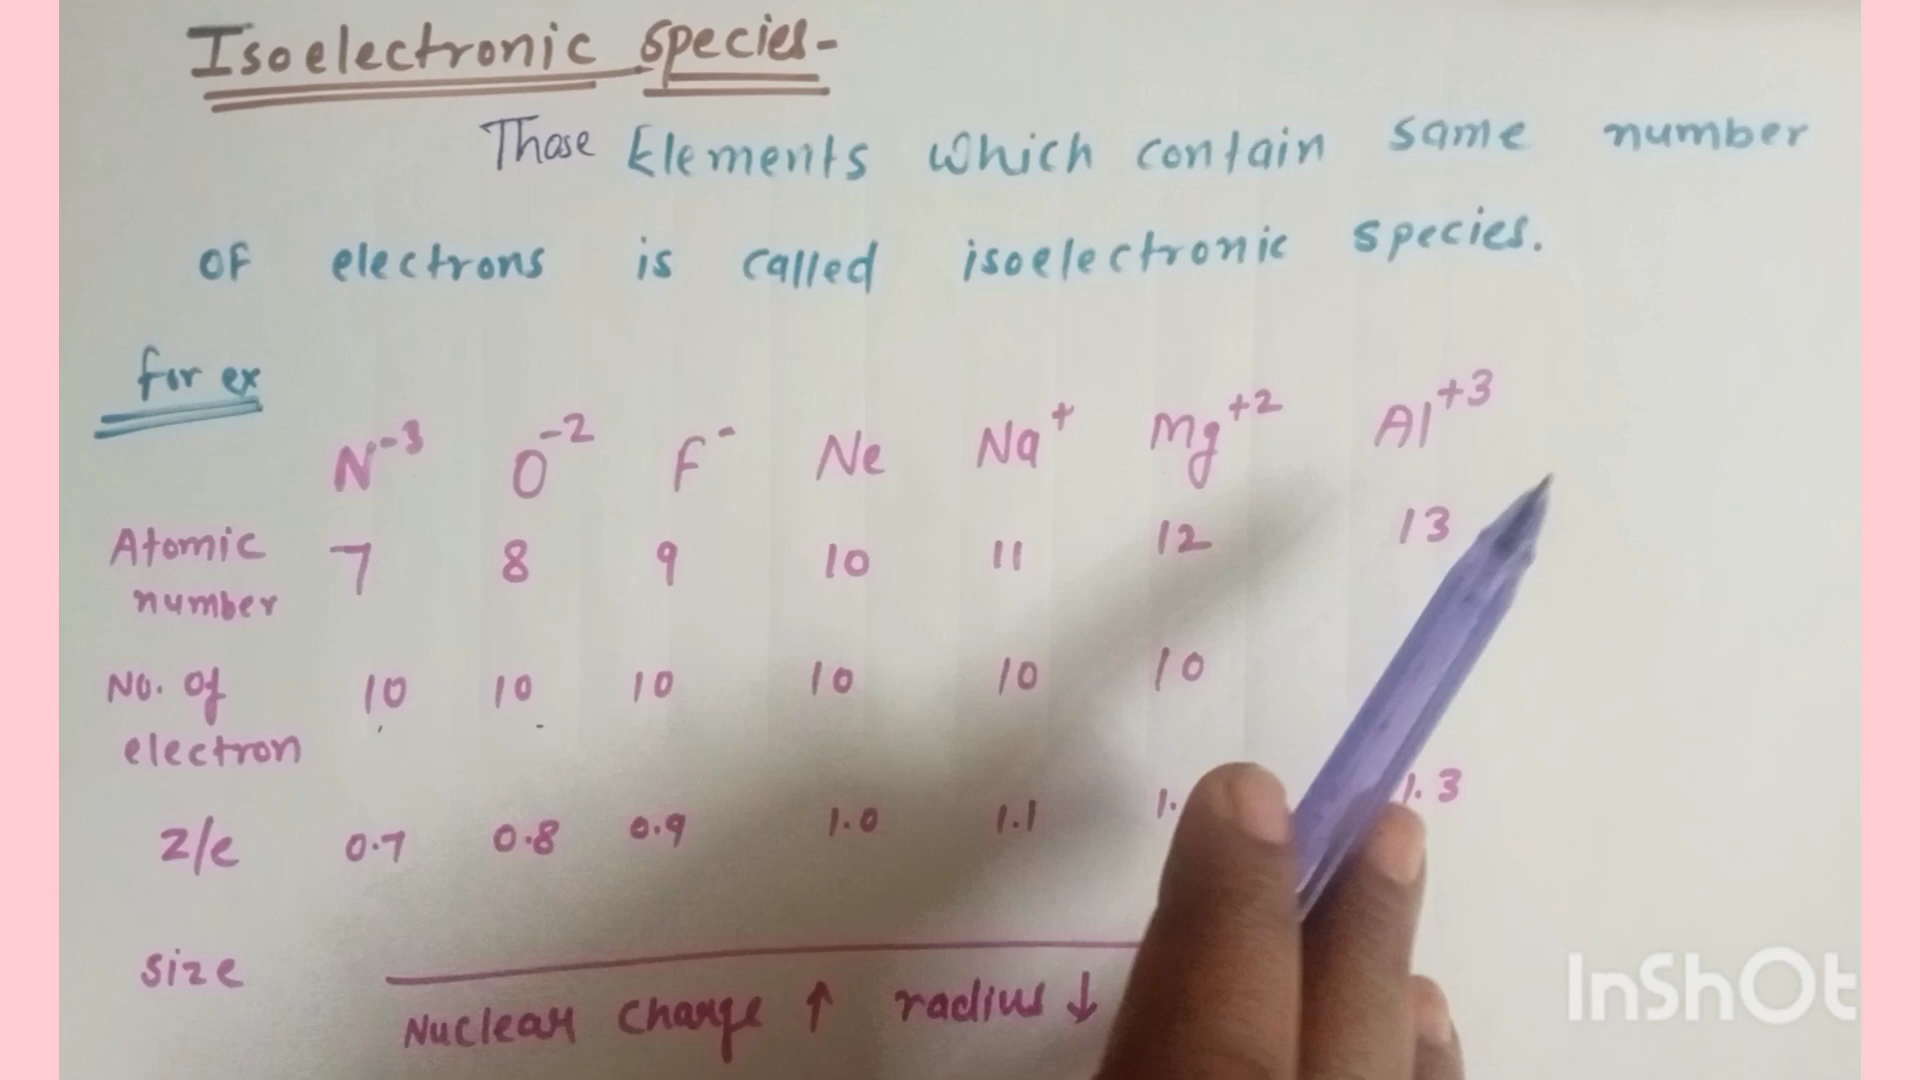 Isoelectronic species-
Those Elements which contain same number
of electrons is called isoelectronic species.
for ex
N⁻³ O⁻² F⁻ Ne Na⁺ Mg⁺² Al⁺³
Atomic number 7 8 9 10 11 12 13
No. of electron 10 10 10 10 10 10
Z/e 0.7 0.8 0.9 1.0 1.1 1. 1.3
size
Nuclear charge ↑ radius ↓
InShOt